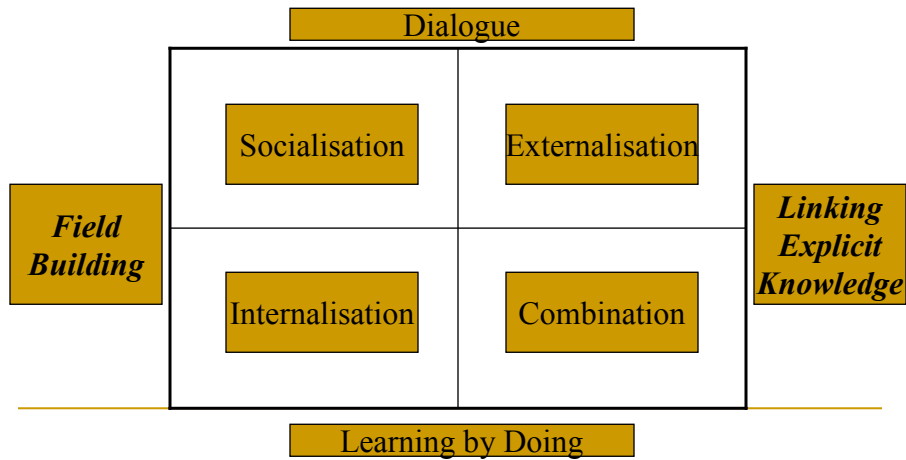 Dialogue
Socialisation
Externalisation
Field
Building
Linking
Explicit
Knowledge
Internalisation
Combination
Learning by Doing